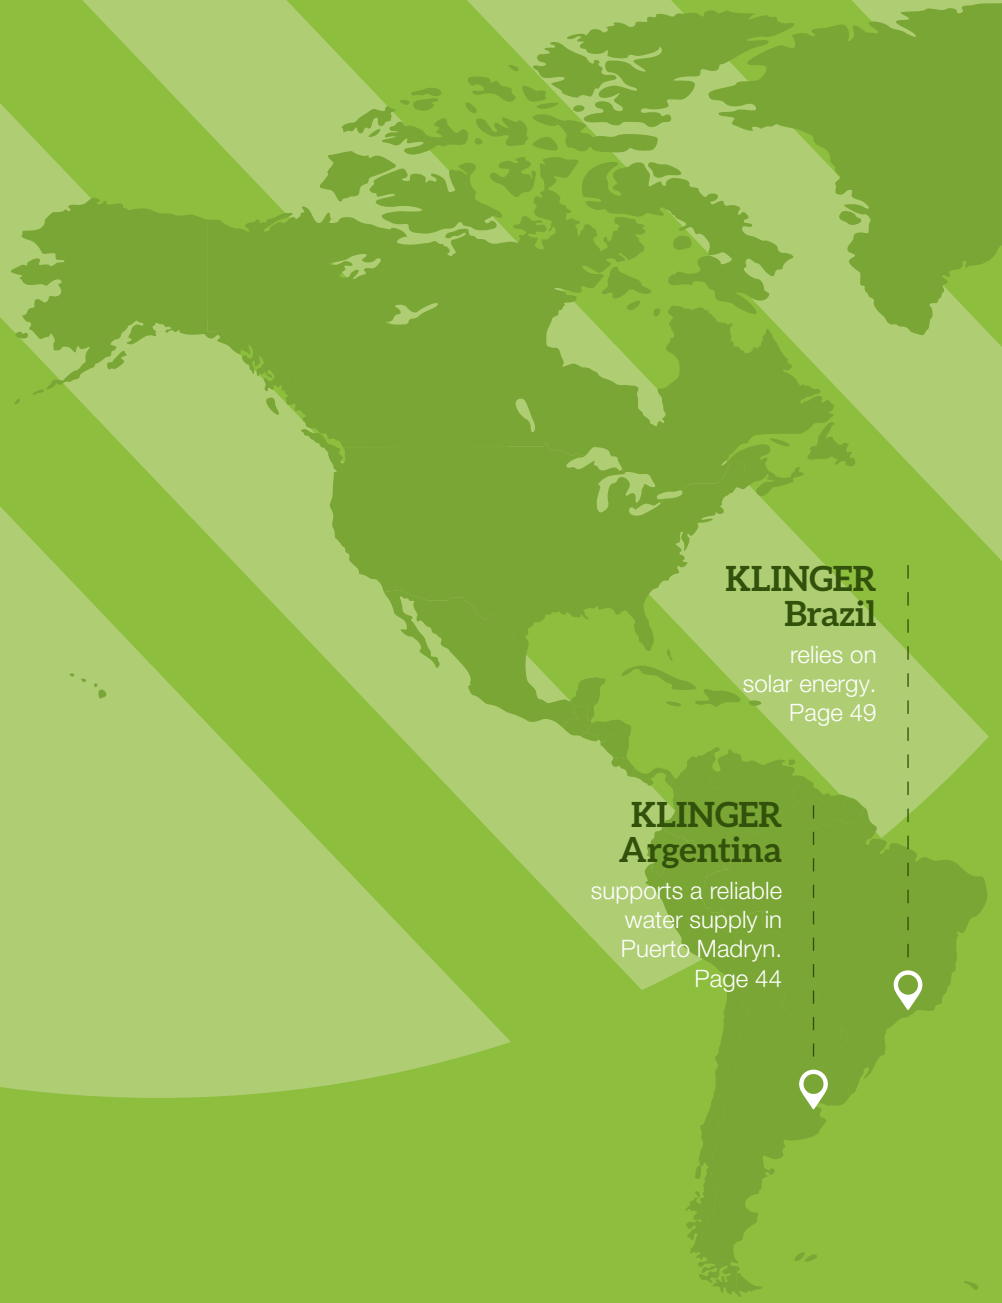 KLINGER
Brazil
relies on
solar energy.
Page 49
KLINGER
Argentina
supports a reliable
water supply in
Puerto Madryn.
Page 44